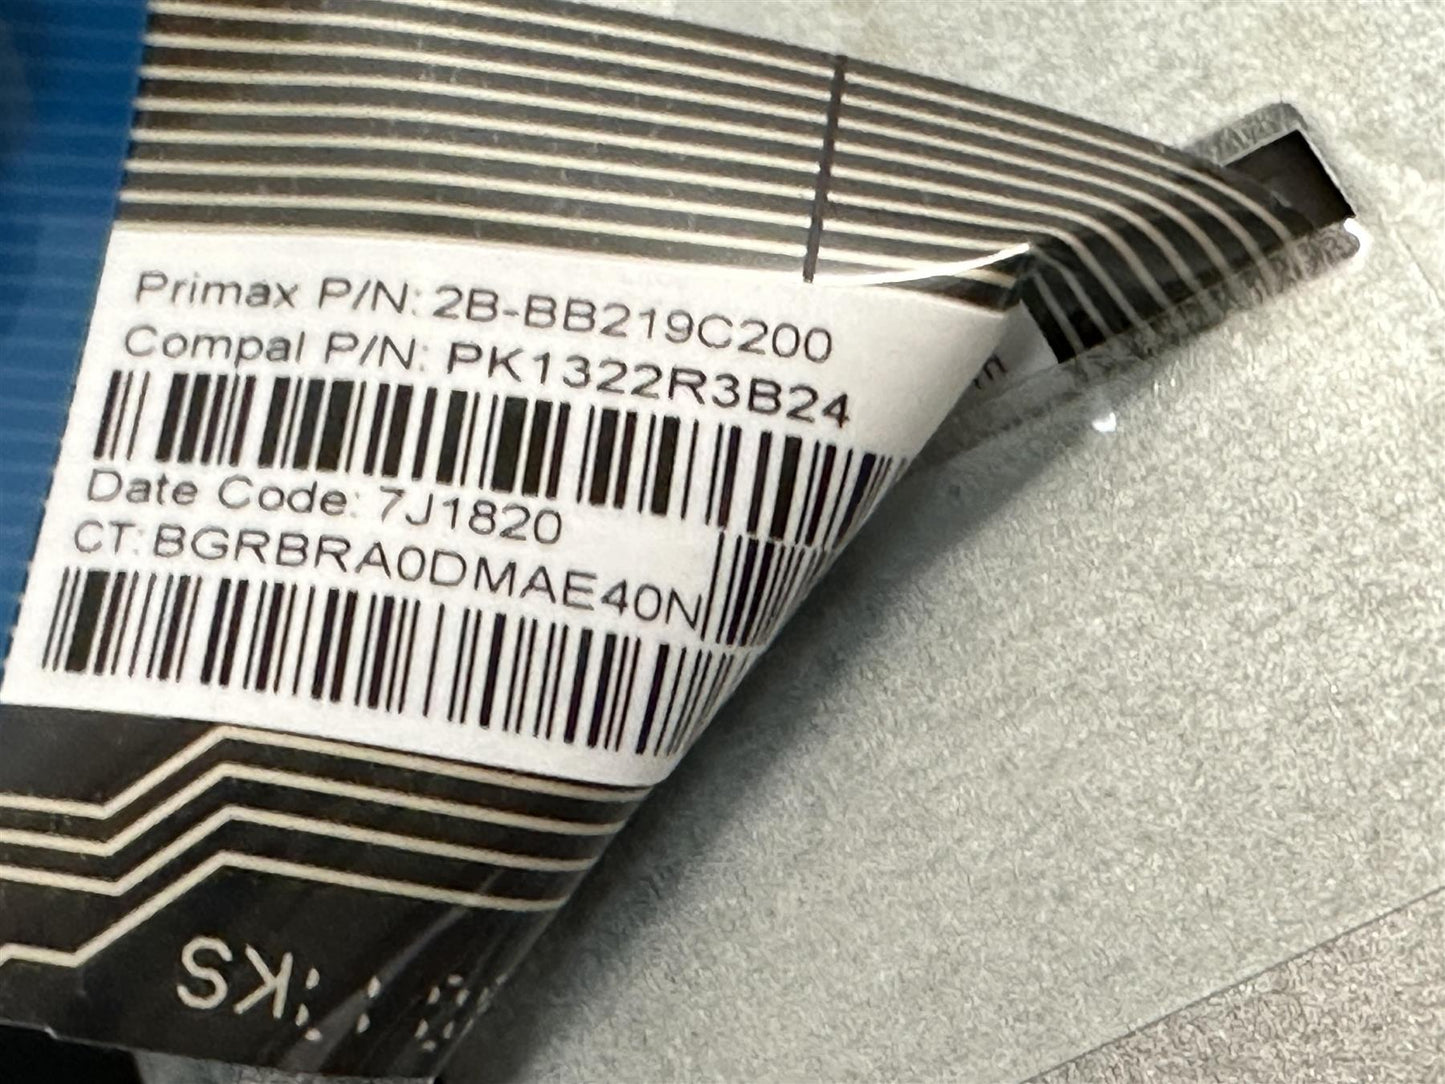 Primax P/N: 2B-BB219C200
Compal P/N: PK1322R3B24
Date Code: 7J1820
CT:BGRBRA0DMAE40N